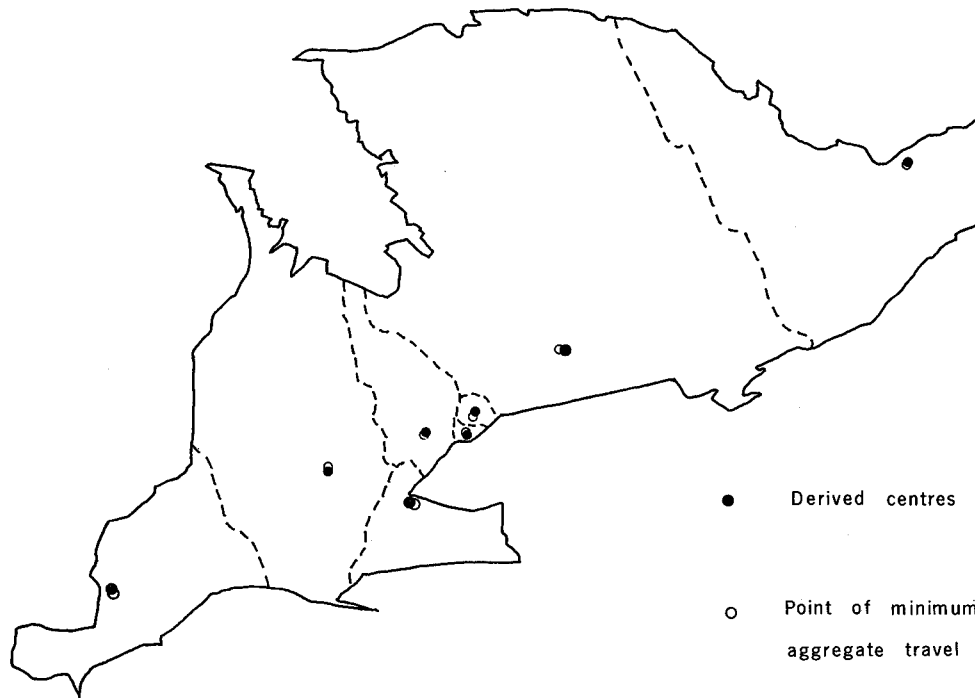 Derived centres
Point of minimum
aggregate travel